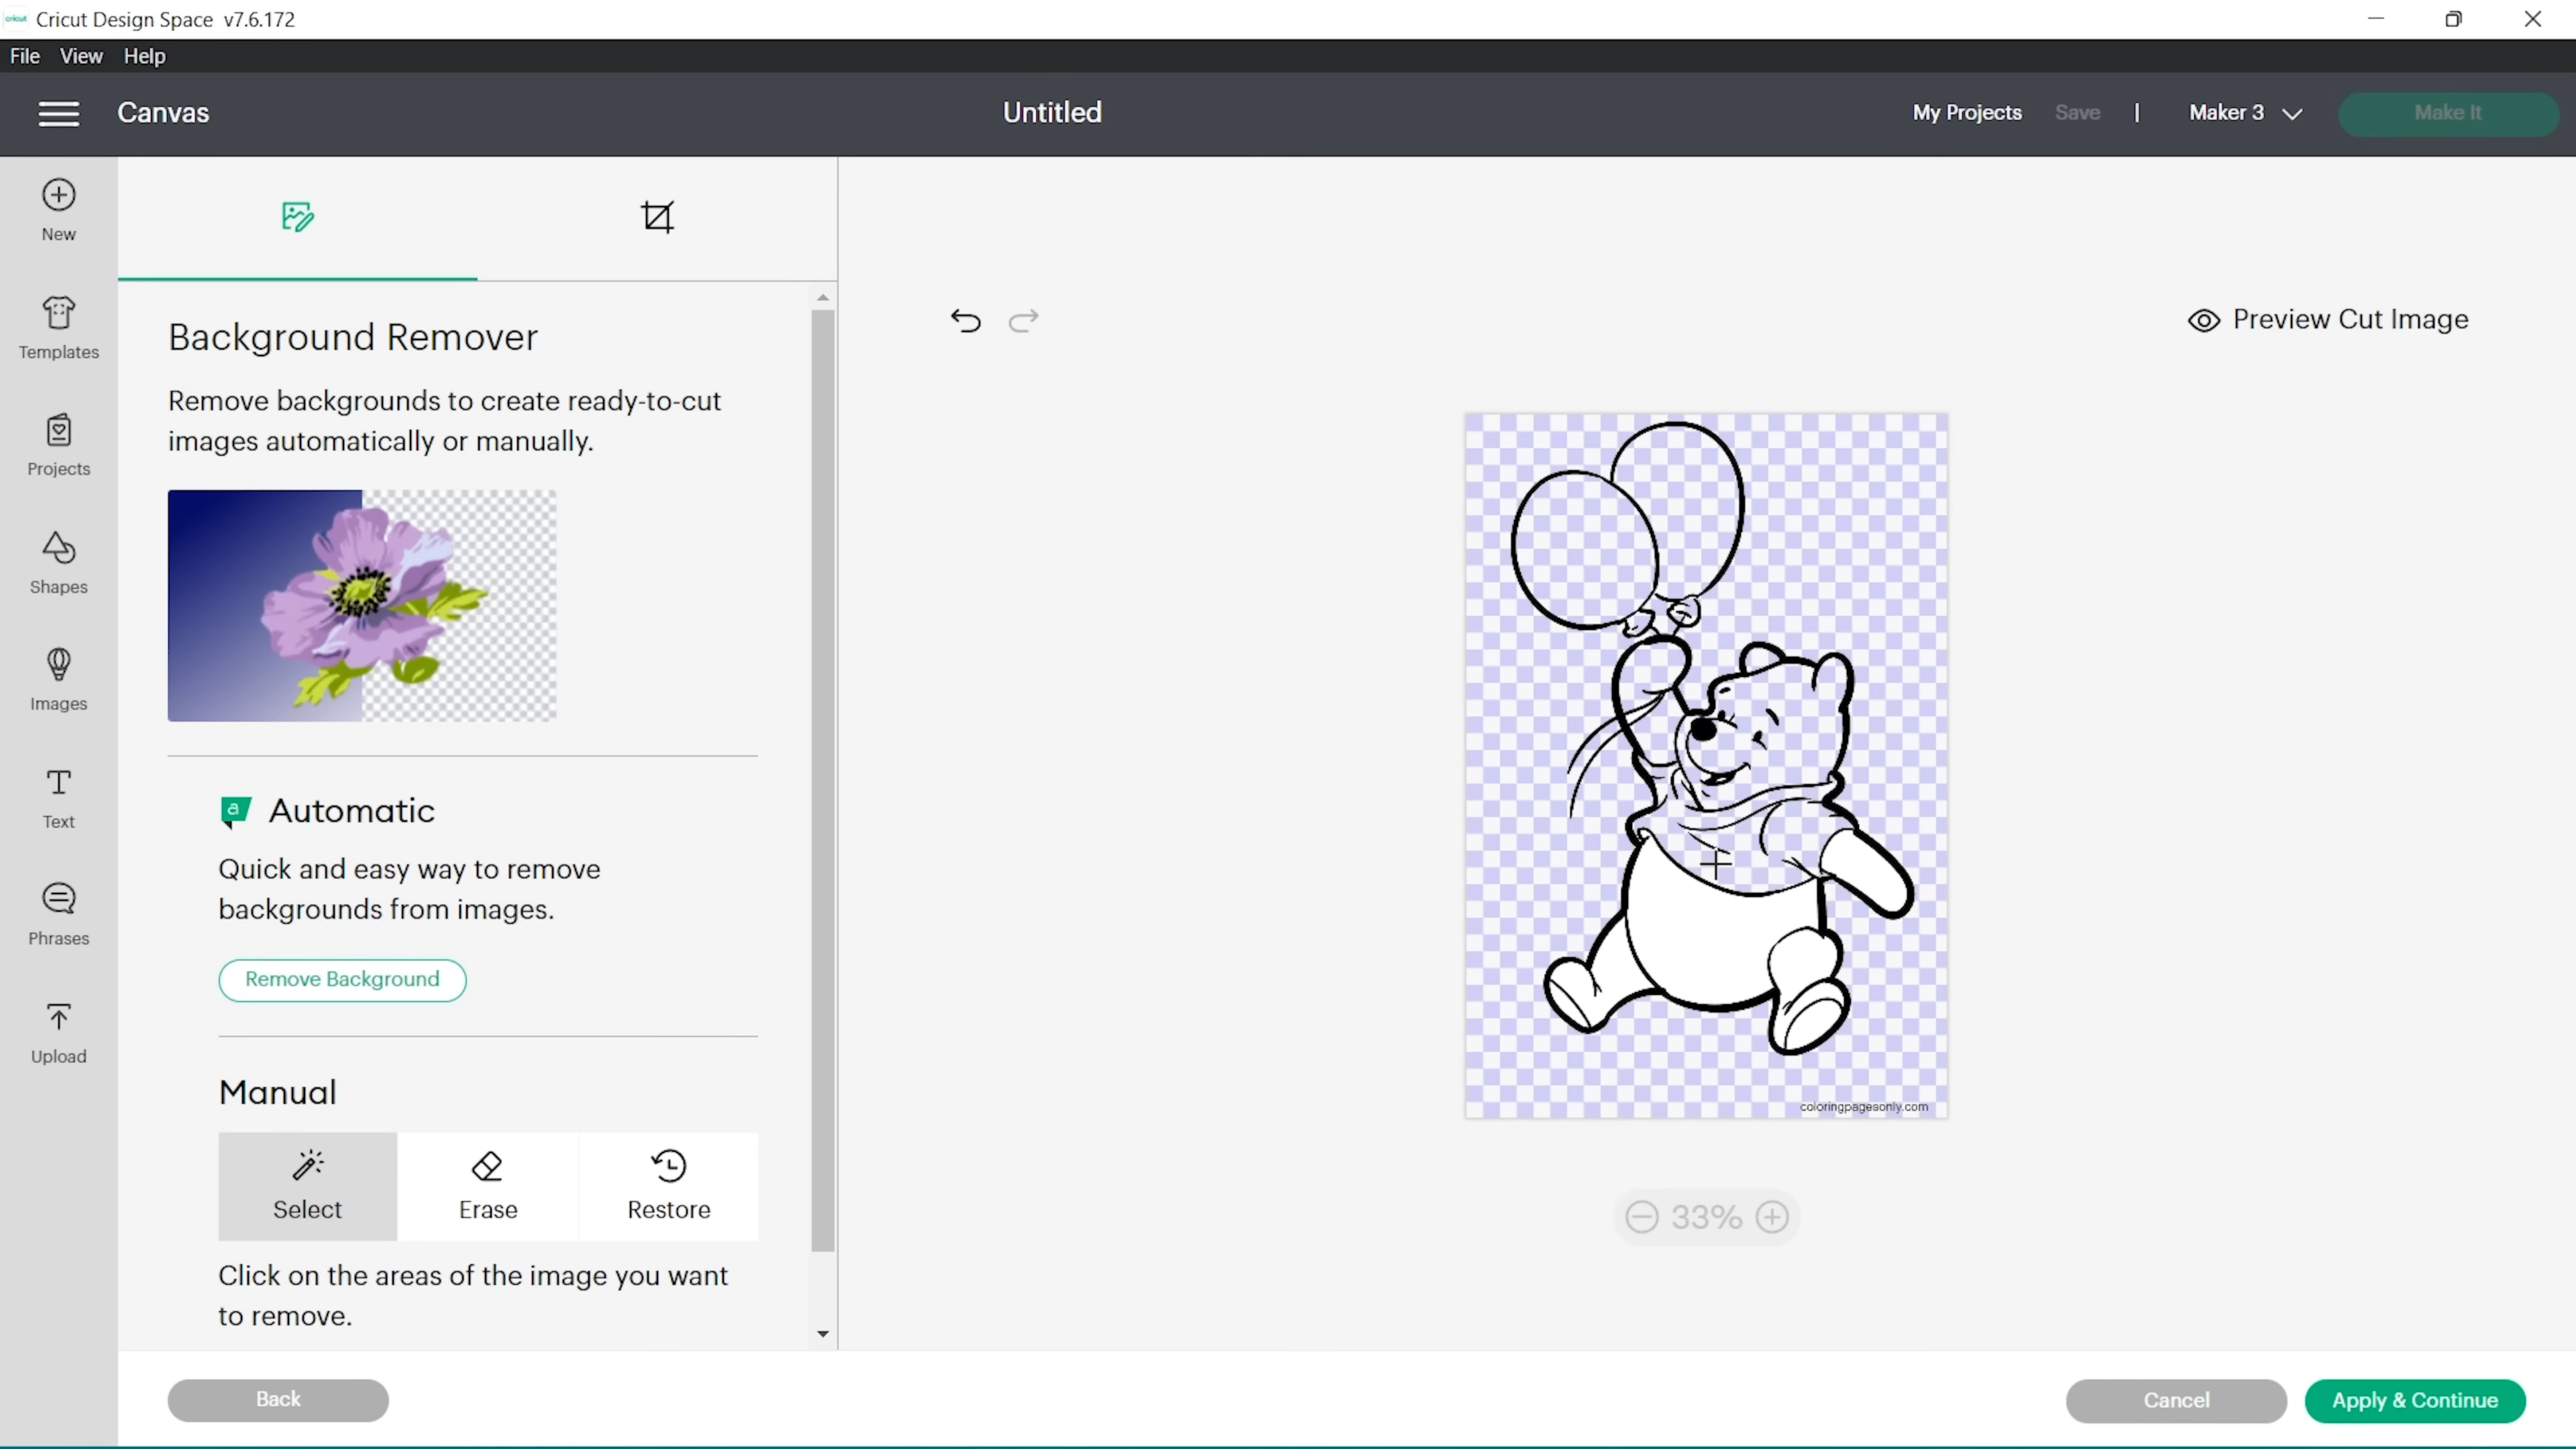 cricut Cricut Design Space v7.6.172
File View Help
Canvas
Untitled
My Projects Save | Maker 3 Make It
New
Templates
Projects
Shapes
Images
Text
Phrases
Upload
Background Remover
Remove backgrounds to create ready-to-cut
images automatically or manually.
a Automatic
Quick and easy way to remove
backgrounds from images.
Remove Background
Manual
Select Erase Restore
Click on the areas of the image you want
to remove.
Preview Cut Image
coloringpagesonly.com
33%
Back
Cancel Apply & Continue